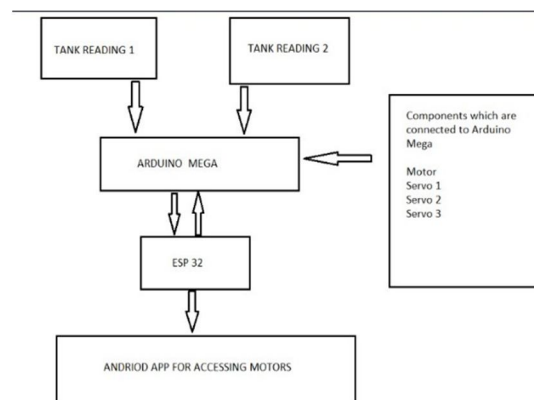 TANK READING 1
TANK READING 2
Components which are
connected to Arduino
Mega
Motor
Servo 1
Servo 2
Servo 3
ARDUINO MEGA
ESP 32
ANDRIOD APP FOR ACCESSING MOTORS